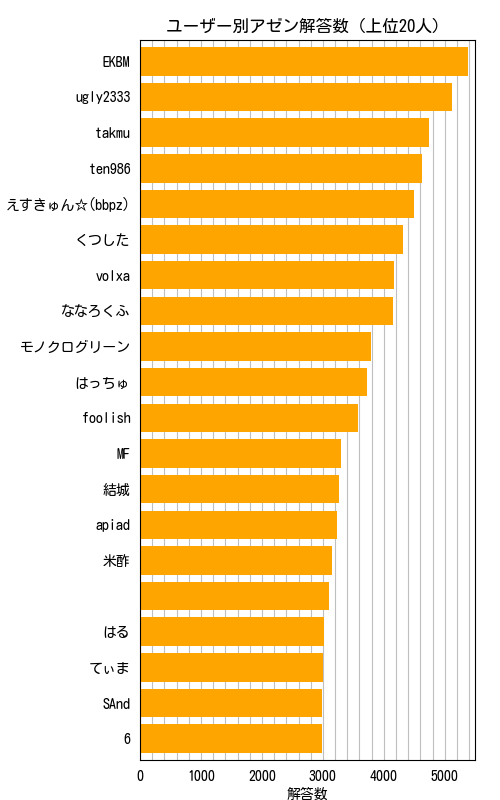 ユーザー別アゼン解答数 (上位20人)
EKBM
ugly2333
takmu
ten986
えすきゅん☆(bbpz)
くつした
volxa
ななろくふ
モノクログリーン
はっちゅ
foolish
MF
結城
apiad
米酢
はる
てぃま
SAnd
6
0 1000 2000 3000 4000 5000
解答数